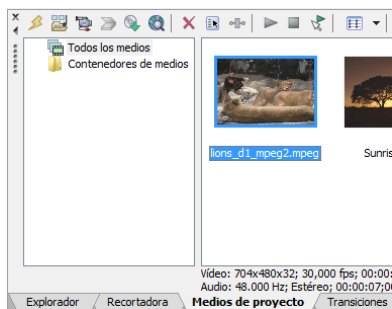 Todos los medios
Contenedores de medios
lions_d1_mpeg2.mpeg
Sunris
Vídeo: 704x480x32; 30,000 fps; 00:00:
Audio: 48.000 Hz; Estéreo; 00:00:07;0
Explorador
Recortadora
Medios de proyecto
Transiciones